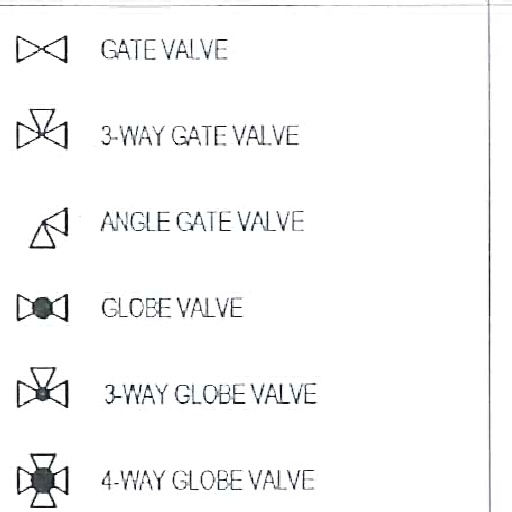 GATE VALVE
3-WAY GATE VALVE
ANGLE GATE VALVE
GLOBE VALVE
3-WAY GLOBE VALVE
4-WAY GLOBE VALVE